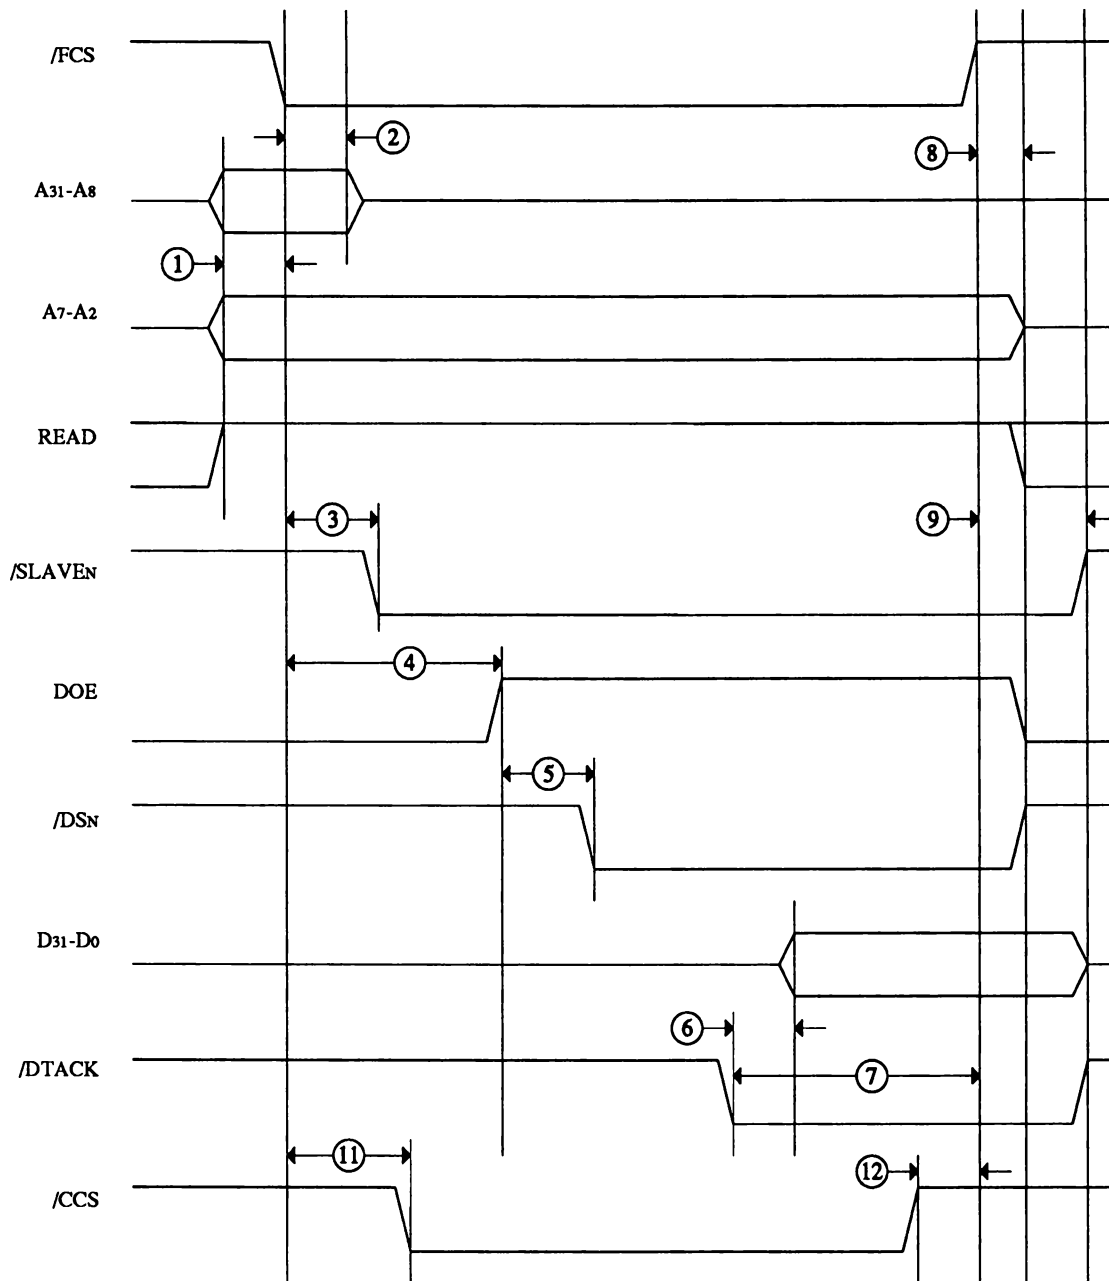 /FCS
2
8
A31-A8
1
A7-A2
READ
3
9
/SLAVEN
4
DOE
5
/DSN
D31-D0
6
/DTACK
7
11
12
/CCS